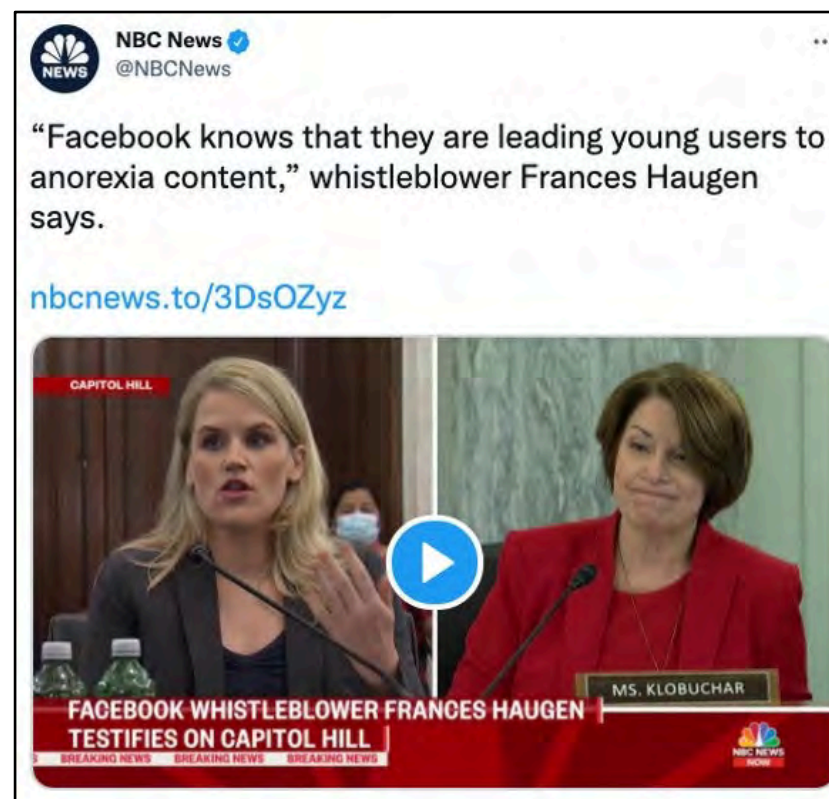 NBC News
NEWS
@NBCNews
“Facebook knows that they are leading young users to
anorexia content,” whistleblower Frances Haugen
says.
nbcnews.to/3DsOZyz
CAPITOL HILL
MS. KLOBUCHAR
FACEBOOK WHISTLEBLOWER FRANCES HAUGEN
TESTIFIES ON CAPITOL HILL
BREAKING NEWS BREAKING NEWS BREAKING NEWS
NBC NEWS
NOW